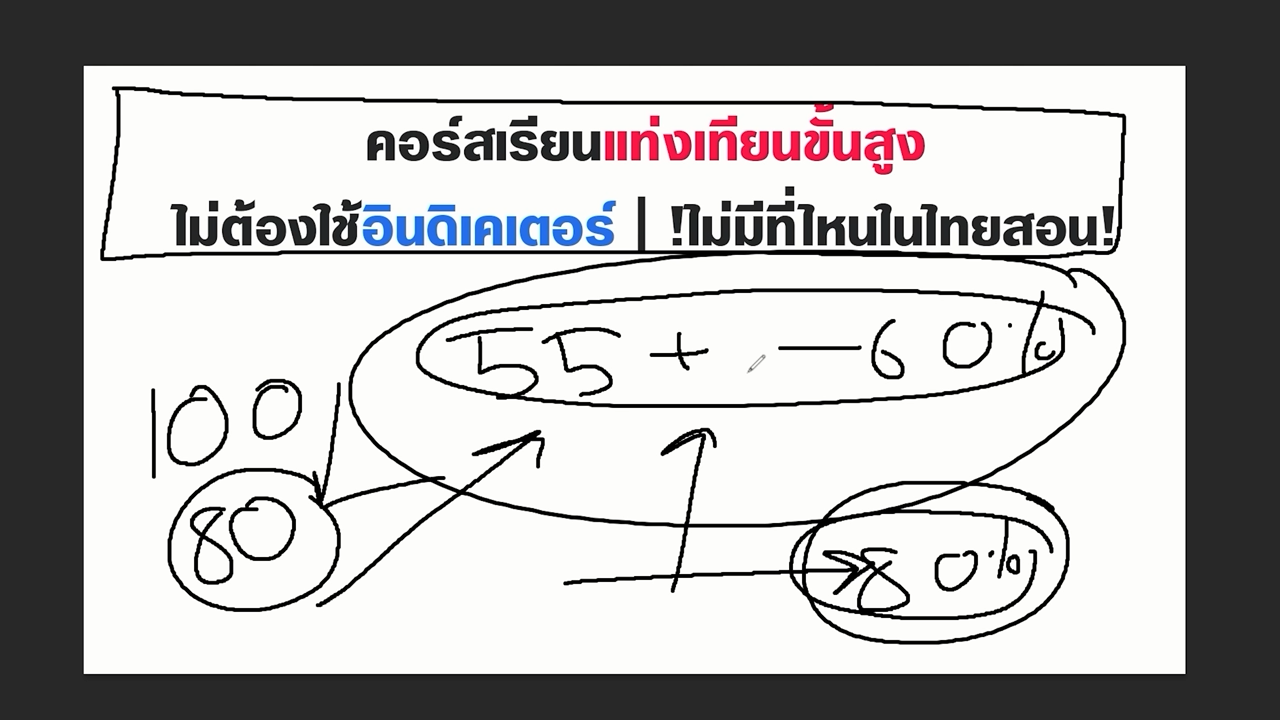 คอร์สเรียนแท่งเทียนขั้นสูง
ไม่ต้องใช้อินดิเคเตอร์ | !ไม่มีที่ไหนในไทยสอน!
55 + — 60%
100
80
80%